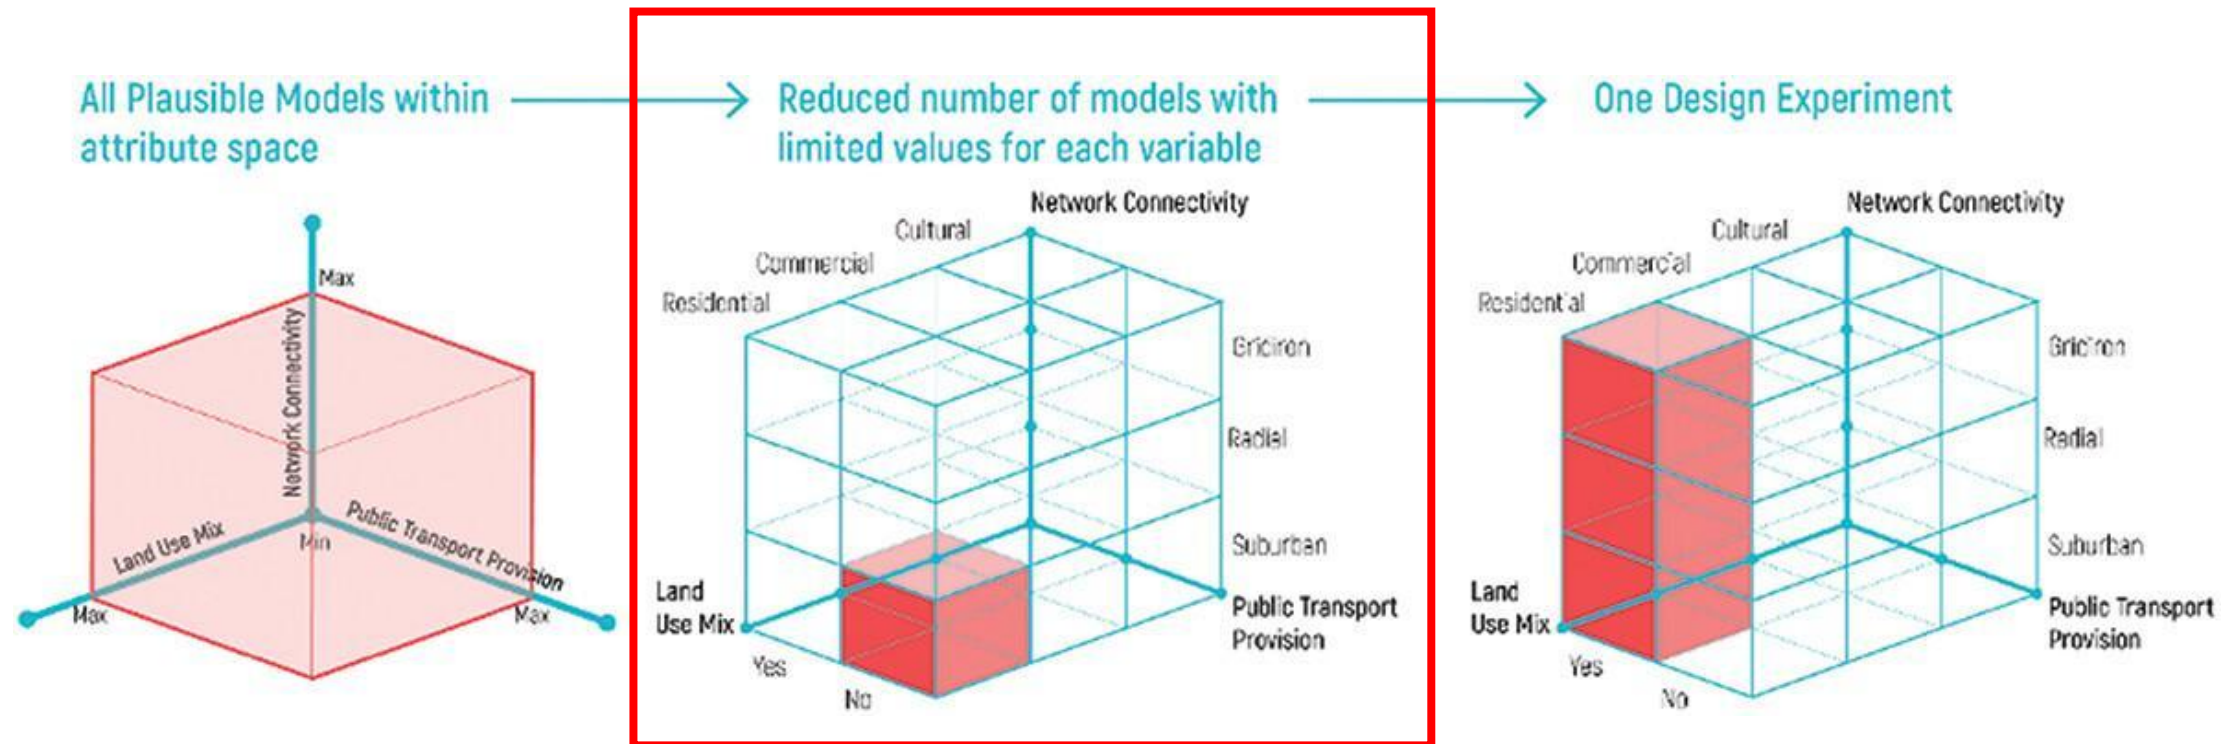 All Plausible Models within
attribute space
Max
Network Connectivity
Land Use Mix
Min
Public Transport Provision
Max
Max
Reduced number of models with
limited values for each variable
Network Connectivity
Cultural
Commercial
Residential
Gridiron
Radial
Suburban
Land
Use Mix
Public Transport
Provision
Yes
No
One Design Experiment
Network Connectivity
Cultural
Commercial
Residential
Gridiron
Radial
Suburban
Land
Use Mix
Public Transport
Provision
Yes
No